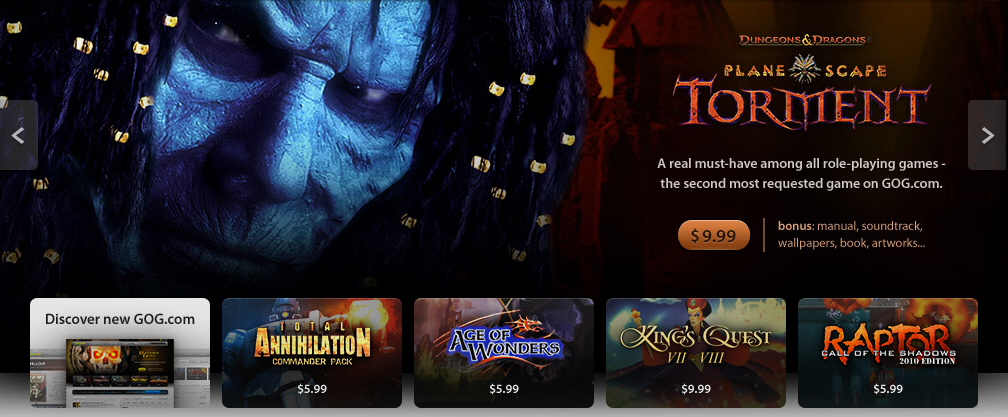 DUNGEONS & DRAGONS
PLANE SCAPE
TORMENT
A real must-have among all role-playing games -
the second most requested game on GOG.com.
$ 9.99
bonus: manual, soundtrack,
wallpapers, book, artworks...
Discover new GOG.com
TOTAL
ANNIHILATION
COMMANDER PACK
$5.99
AGE OF
WONDERS
$5.99
KING'S QUEST
VII - VIII
$9.99
RAPTOR
CALL OF THE SHADOWS
2010 EDITION
$5.99